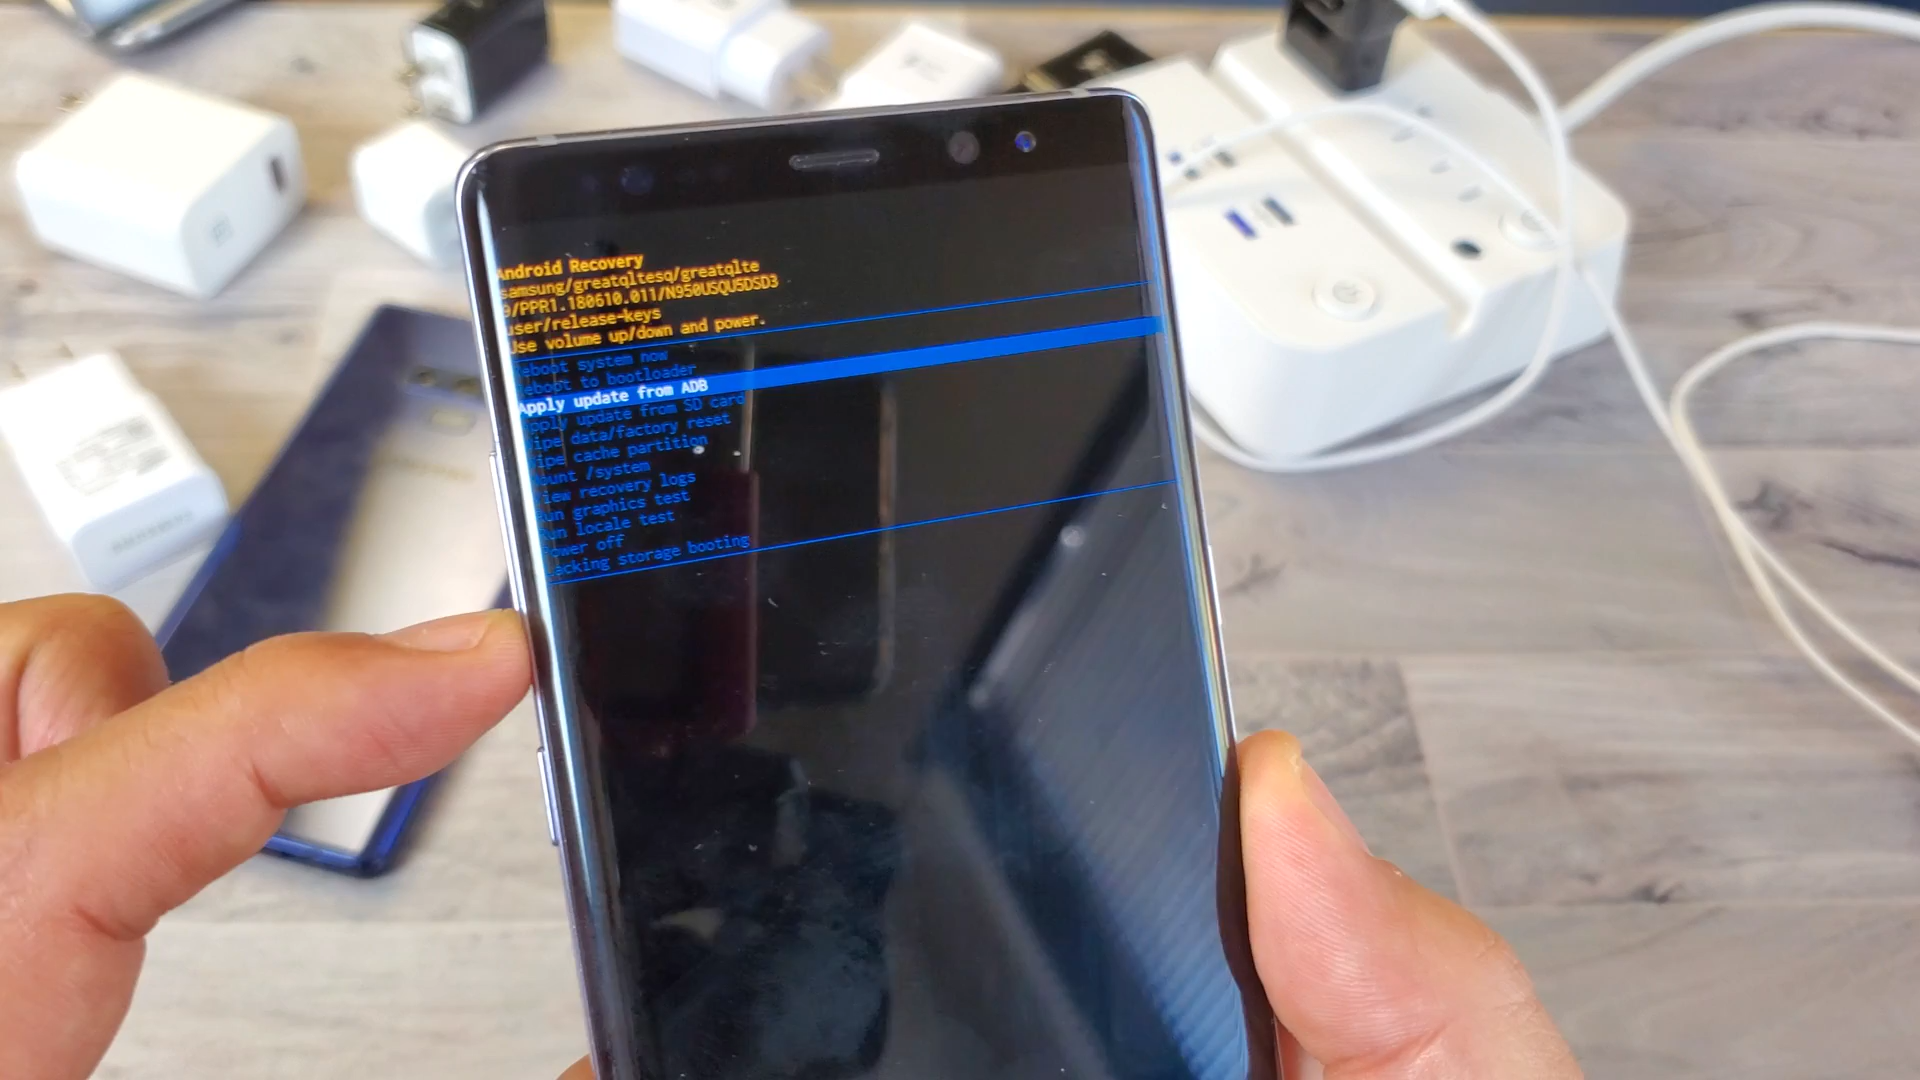 Android Recovery
samsung/greatqltesq/greatqlte
9/PPR1.180610.011/N950USQU5DSD3
user/release-keys
Use volume up/down and power.
Reboot system now
Reboot to bootloader
Apply update from ADB
Apply update from SD card
Wipe data/factory reset
Wipe cache partition
Mount /system
View recovery logs
Run graphics test
Run locale test
Power off
Lacking storage booting
SAMSUNG